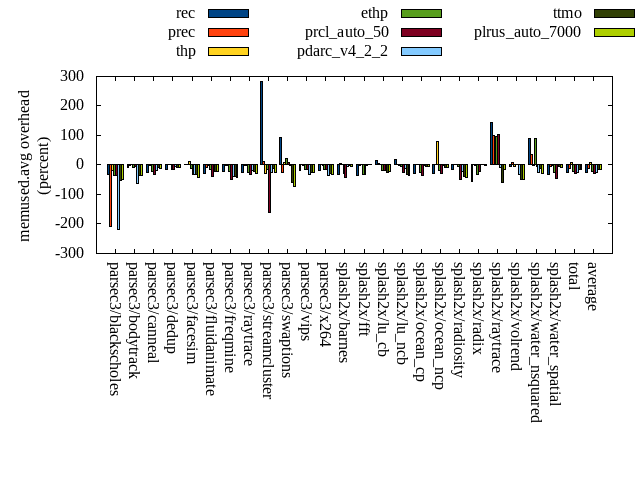 rec
prec
thp
ethp
prcl_auto_50
pdarc_v4_2_2
ttmo
plrus_auto_7000
memused.avg overhead
(percent)
300
200
100
0
-100
-200
-300
parsec3/blackscholes
parsec3/bodytrack
parsec3/canneal
parsec3/dedup
parsec3/facesim
parsec3/fluidanimate
parsec3/freqmine
parsec3/raytrace
parsec3/streamcluster
parsec3/swaptions
parsec3/vips
parsec3/x264
splash2x/barnes
splash2x/fft
splash2x/lu_cb
splash2x/lu_ncb
splash2x/ocean_cp
splash2x/ocean_ncp
splash2x/radiosity
splash2x/radix
splash2x/raytrace
splash2x/volrend
splash2x/water_nsquared
splash2x/water_spatial
total
average